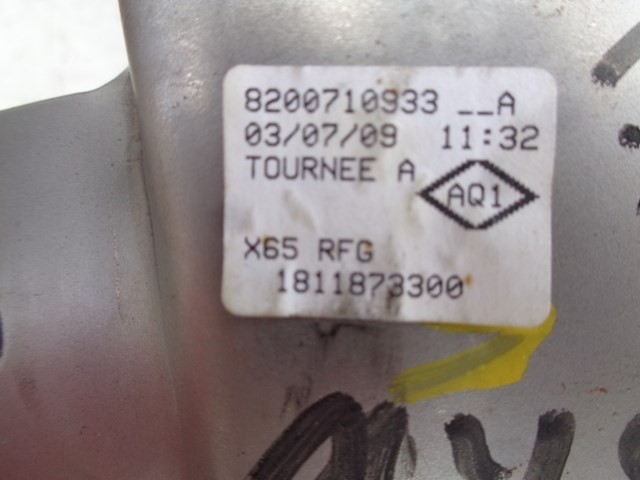 8200710933 __A
03/07/09 11:32
TOURNEE A
AQ1
X65 RFG
1811873300